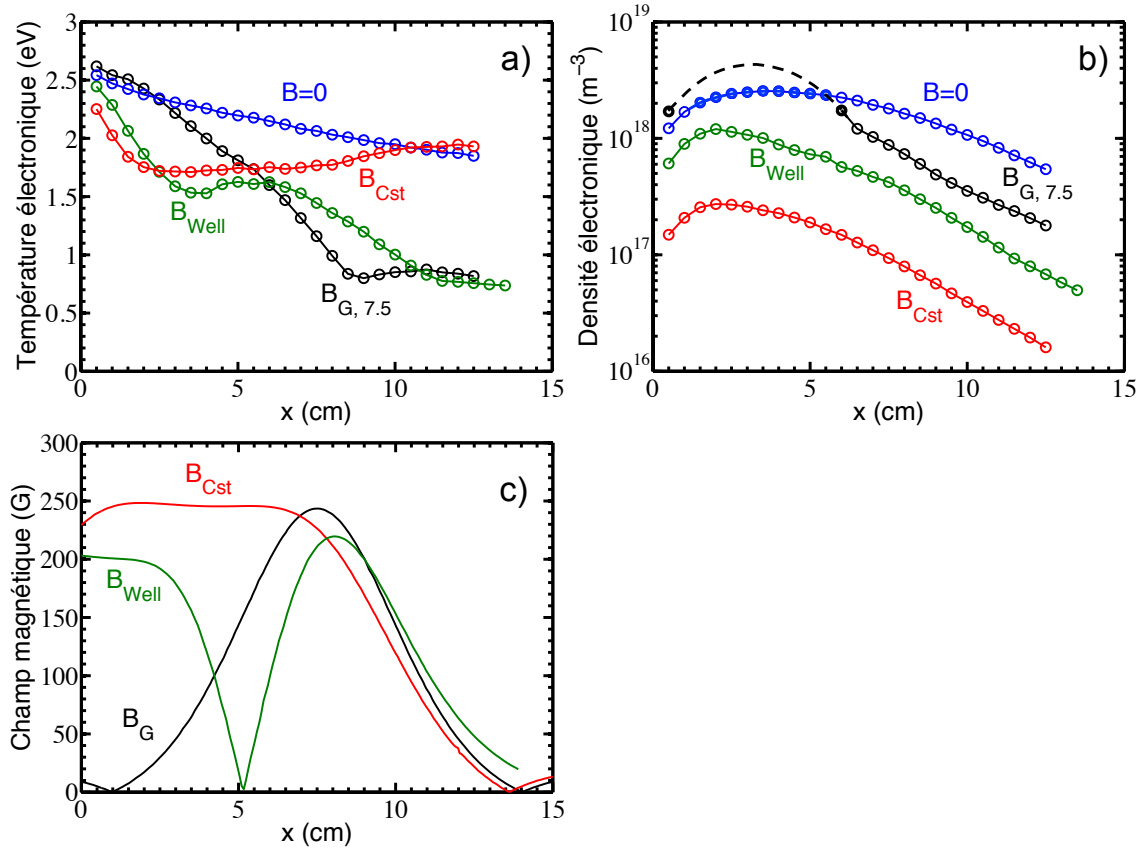 a)
3
2.5
2
1.5
1
0.5
0
0
5
10
15
Température électronique (eV)
x (cm)
B=0
B_Cst
B_Well
B_G, 7.5
b)
10^19
10^18
10^17
10^16
0
5
10
15
Densité électronique (m^−3)
x (cm)
B=0
B_G, 7.5
B_Well
B_Cst
c)
300
250
200
150
100
50
0
0
5
10
15
Champ magnétique (G)
x (cm)
B_Cst
B_Well
B_G